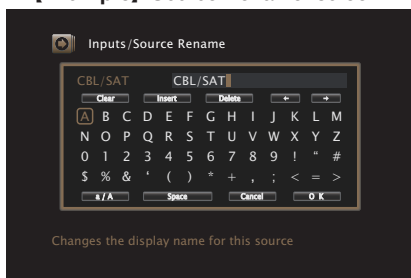 Inputs/Source Rename
CBL/SAT CBL/SAT
Clear Insert Delete ← →
A B C D E F G H I J K L M
N O P Q R S T U V W X Y Z
0 1 2 3 4 5 6 7 8 9 ! “ #
$ % & ‘ ( ) * + , ; < = >
a/A Space Cancel OK
Changes the display name for this source